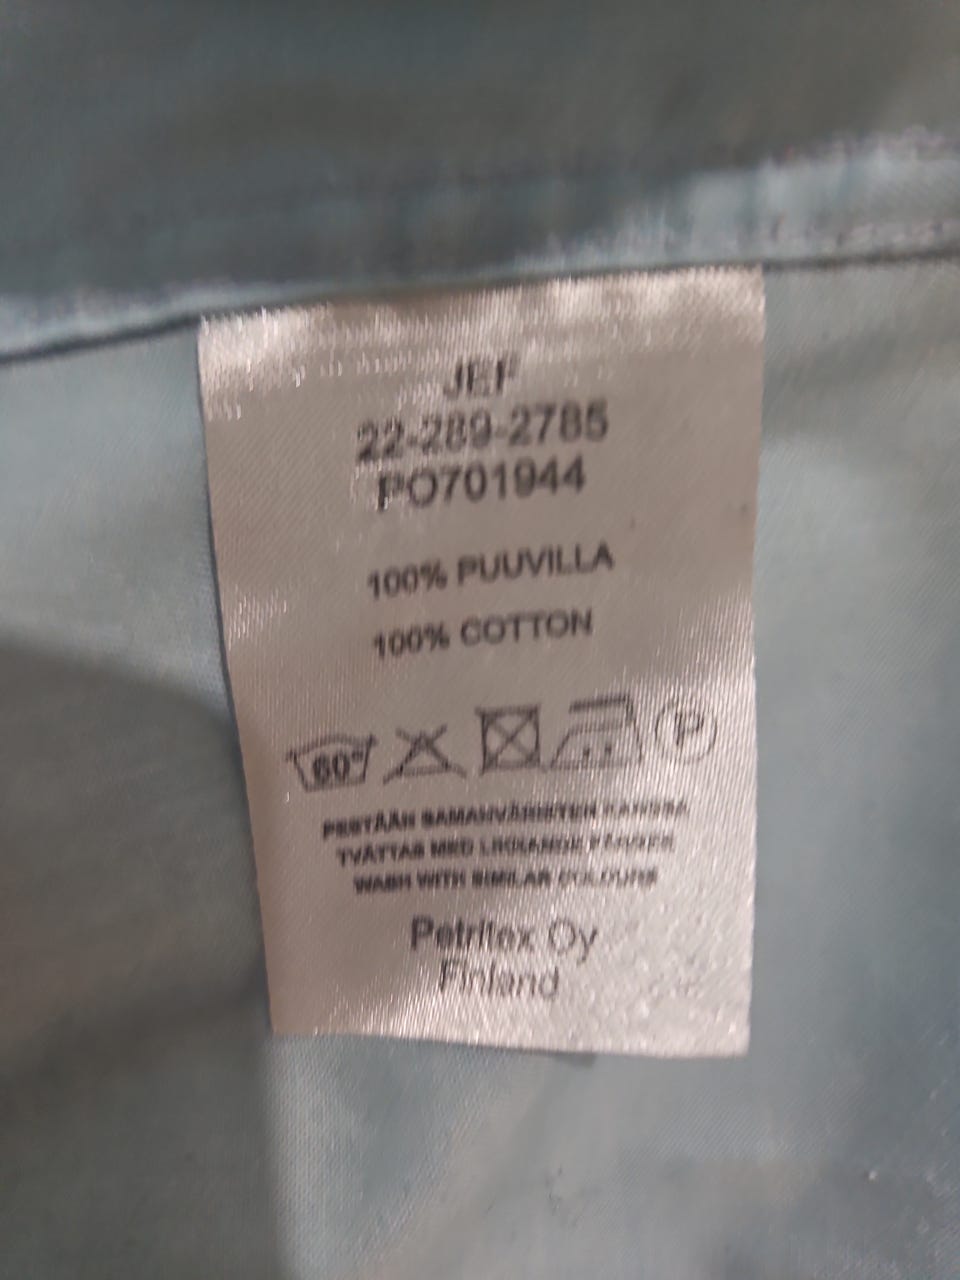 JEF
22-289-2785
PO701944
100% PUUVILLA
100% COTTON
60° P
PESTÄÄN SAMANVÄRISTEN KANSSA
TVÄTTAS MED LIKNANDE FÄRGER
WASH WITH SIMILAR COLOURS
Petritex Oy
Finland